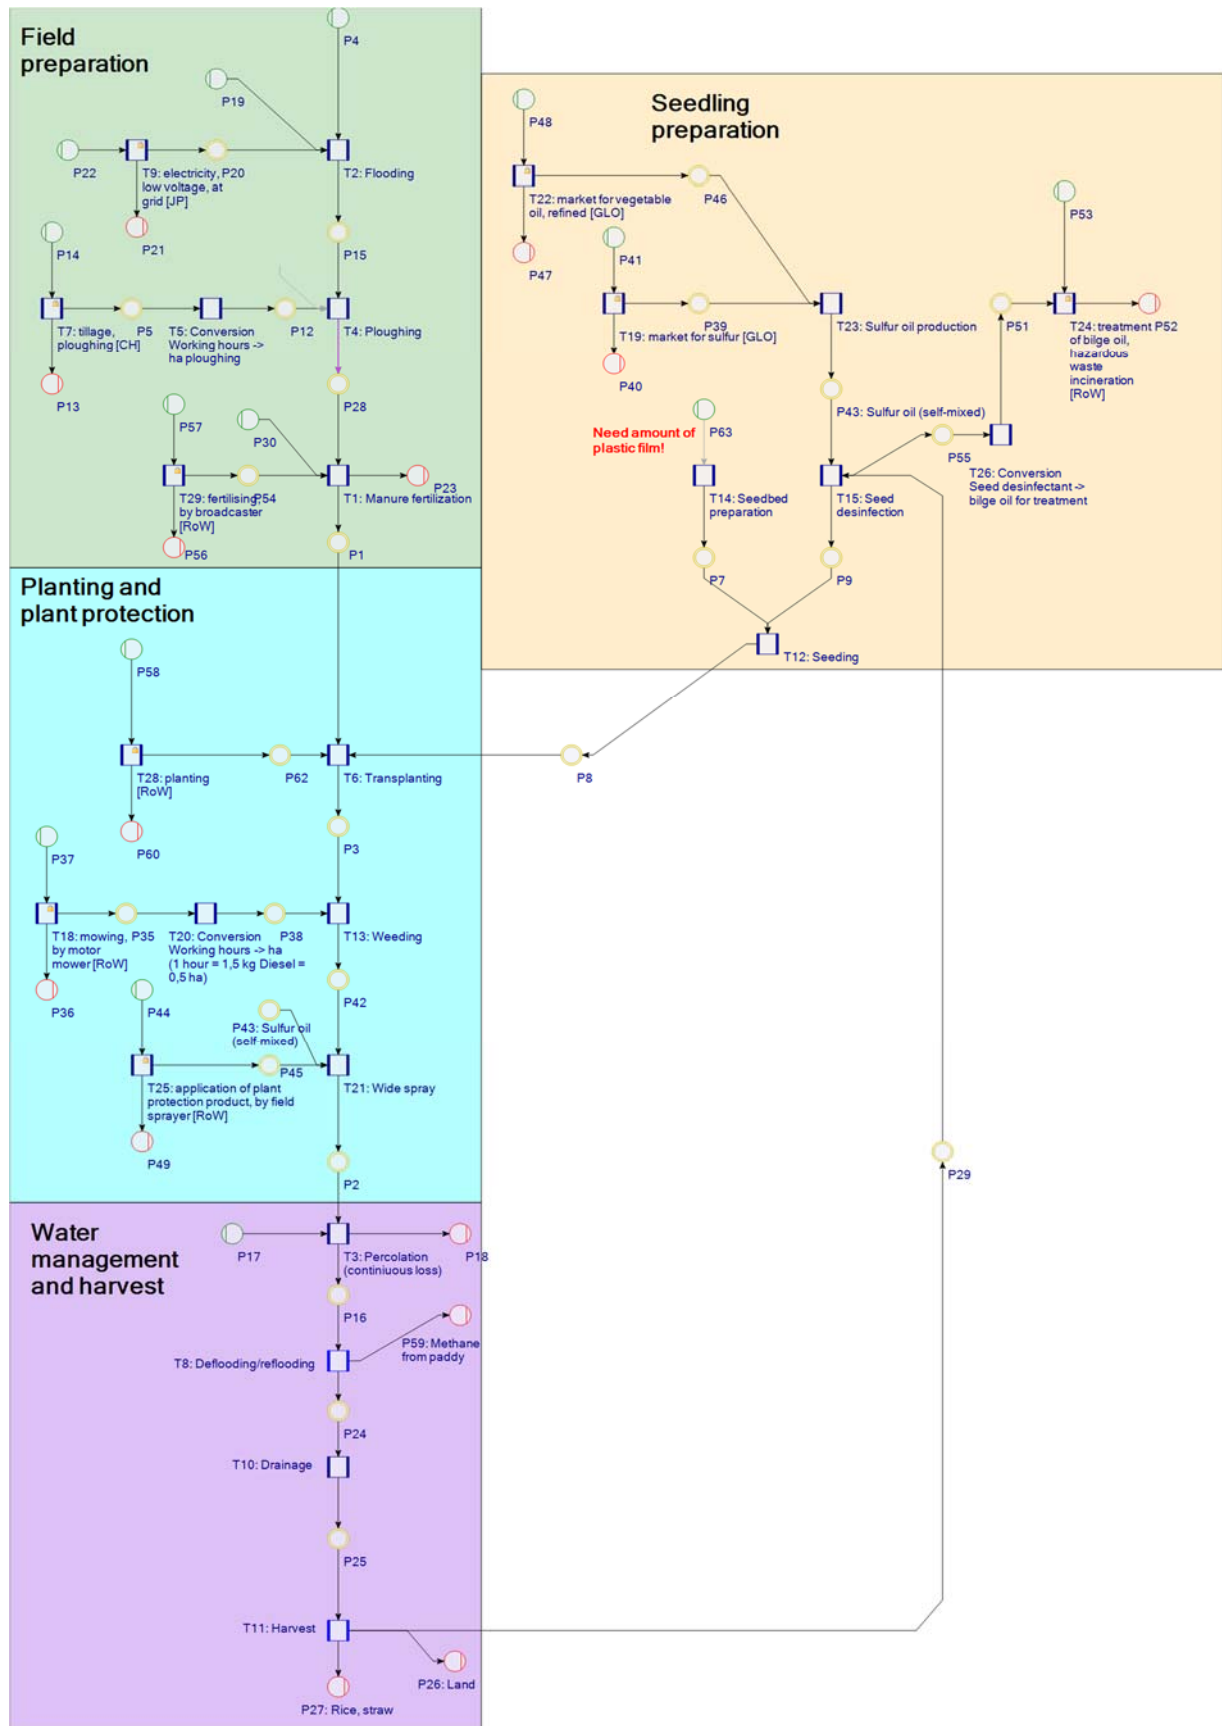 Field
preparation
P4
P19
P22
T9: electricity, P20
low voltage, at
grid [JP]
T2: Flooding
P21
P14
P15
T7: tillage,
ploughing [CH]
P5
T5: Conversion
Working hours ->
ha ploughing
P12
T4: Ploughing
P13
P28
P57
P30
T29: fertilising,
by broadcaster
[RoW]
P54
T1: Manure fertilization
P23
P56
P1
Seedling
preparation
P48
T22: market for vegetable
oil, refined [GLO]
P46
P47
P41
P53
T19: market for sulfur [GLO]
P39
T23: Sulfur oil production
P51
T24: treatment P52
of bilge oil,
hazardous
waste
incineration
[RoW]
P40
P43: Sulfur oil (self-mixed)
Need amount of
plastic film!
P63
P55
T14: Seedbed
preparation
T15: Seed
desinfection
T26: Conversion
Seed desinfectant ->
bilge oil for treatment
P7
P9
T12: Seeding
Planting and
plant protection
P58
T28: planting
[RoW]
P62
T6: Transplanting
P8
P60
P3
P37
T18: mowing, P35
by motor
mower [RoW]
T20: Conversion
Working hours -> ha
(1 hour = 1,5 kg Diesel =
0,5 ha)
P38
T13: Weeding
P36
P44
P42
P43: Sulfur oil
(self-mixed)
P45
T25: application of plant
protection product, by field
sprayer [RoW]
T21: Wide spray
P49
P2
P29
Water
management
and harvest
P17
T3: Percolation
(continiuous loss)
P18
P16
P59: Methane
from paddy
T8: Deflooding/reflooding
P24
T10: Drainage
P25
T11: Harvest
P26: Land
P27: Rice, straw